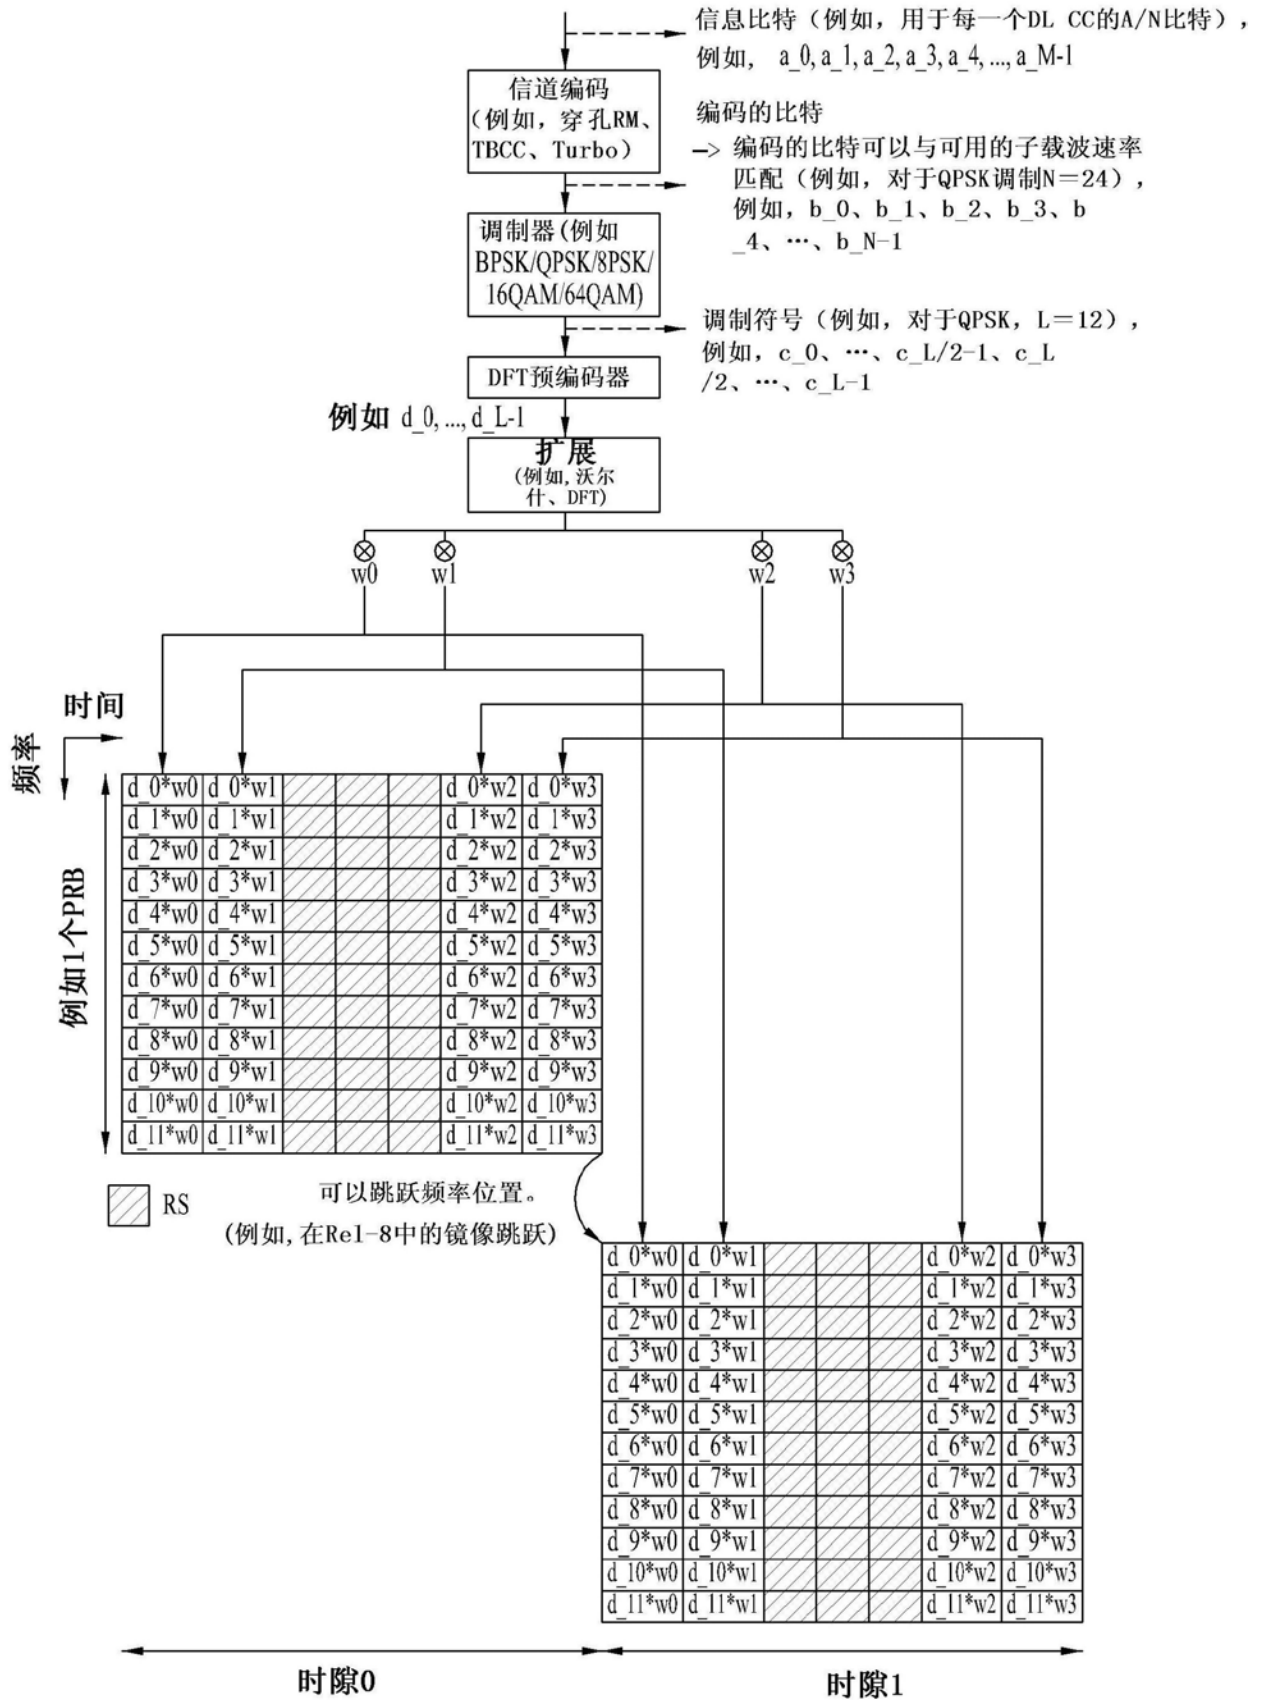 信息比特（例如，用于每一个DL CC的A/N比特），
例如， a_0,a_1,a_2,a_3,a_4,...,a_M-1
信道编码
（例如，穿孔RM、
TBCC、Turbo）
编码的比特
—> 编码的比特可以与可用的子载波速率
匹配（例如，对于QPSK调制N＝24），
例如，b_0、b_1、b_2、b_3、b
_4、…、b_N-1
调制器(例如
BPSK/QPSK/8PSK/
16QAM/64QAM)
调制符号（例如，对于QPSK，L＝12），
例如，c_0、…、c_L/2-1、c_L
/2、…、c_L-1
DFT预编码器
例如 d_0,...,d_L-1
扩展
(例如,沃尔
什、DFT)
w0 w1 w2 w3
时间
频率
例如1个PRB
d_0*w0 d_0*w1 d_0*w2 d_0*w3
d_1*w0 d_1*w1 d_1*w2 d_1*w3
d_2*w0 d_2*w1 d_2*w2 d_2*w3
d_3*w0 d_3*w1 d_3*w2 d_3*w3
d_4*w0 d_4*w1 d_4*w2 d_4*w3
d_5*w0 d_5*w1 d_5*w2 d_5*w3
d_6*w0 d_6*w1 d_6*w2 d_6*w3
d_7*w0 d_7*w1 d_7*w2 d_7*w3
d_8*w0 d_8*w1 d_8*w2 d_8*w3
d_9*w0 d_9*w1 d_9*w2 d_9*w3
d_10*w0 d_10*w1 d_10*w2 d_10*w3
d_11*w0 d_11*w1 d_11*w2 d_11*w3
RS
可以跳跃频率位置。
(例如,在Rel-8中的镜像跳跃)
d_0*w0 d_0*w1 d_0*w2 d_0*w3
d_1*w0 d_1*w1 d_1*w2 d_1*w3
d_2*w0 d_2*w1 d_2*w2 d_2*w3
d_3*w0 d_3*w1 d_3*w2 d_3*w3
d_4*w0 d_4*w1 d_4*w2 d_4*w3
d_5*w0 d_5*w1 d_5*w2 d_5*w3
d_6*w0 d_6*w1 d_6*w2 d_6*w3
d_7*w0 d_7*w1 d_7*w2 d_7*w3
d_8*w0 d_8*w1 d_8*w2 d_8*w3
d_9*w0 d_9*w1 d_9*w2 d_9*w3
d_10*w0 d_10*w1 d_10*w2 d_10*w3
d_11*w0 d_11*w1 d_11*w2 d_11*w3
时隙0 时隙1